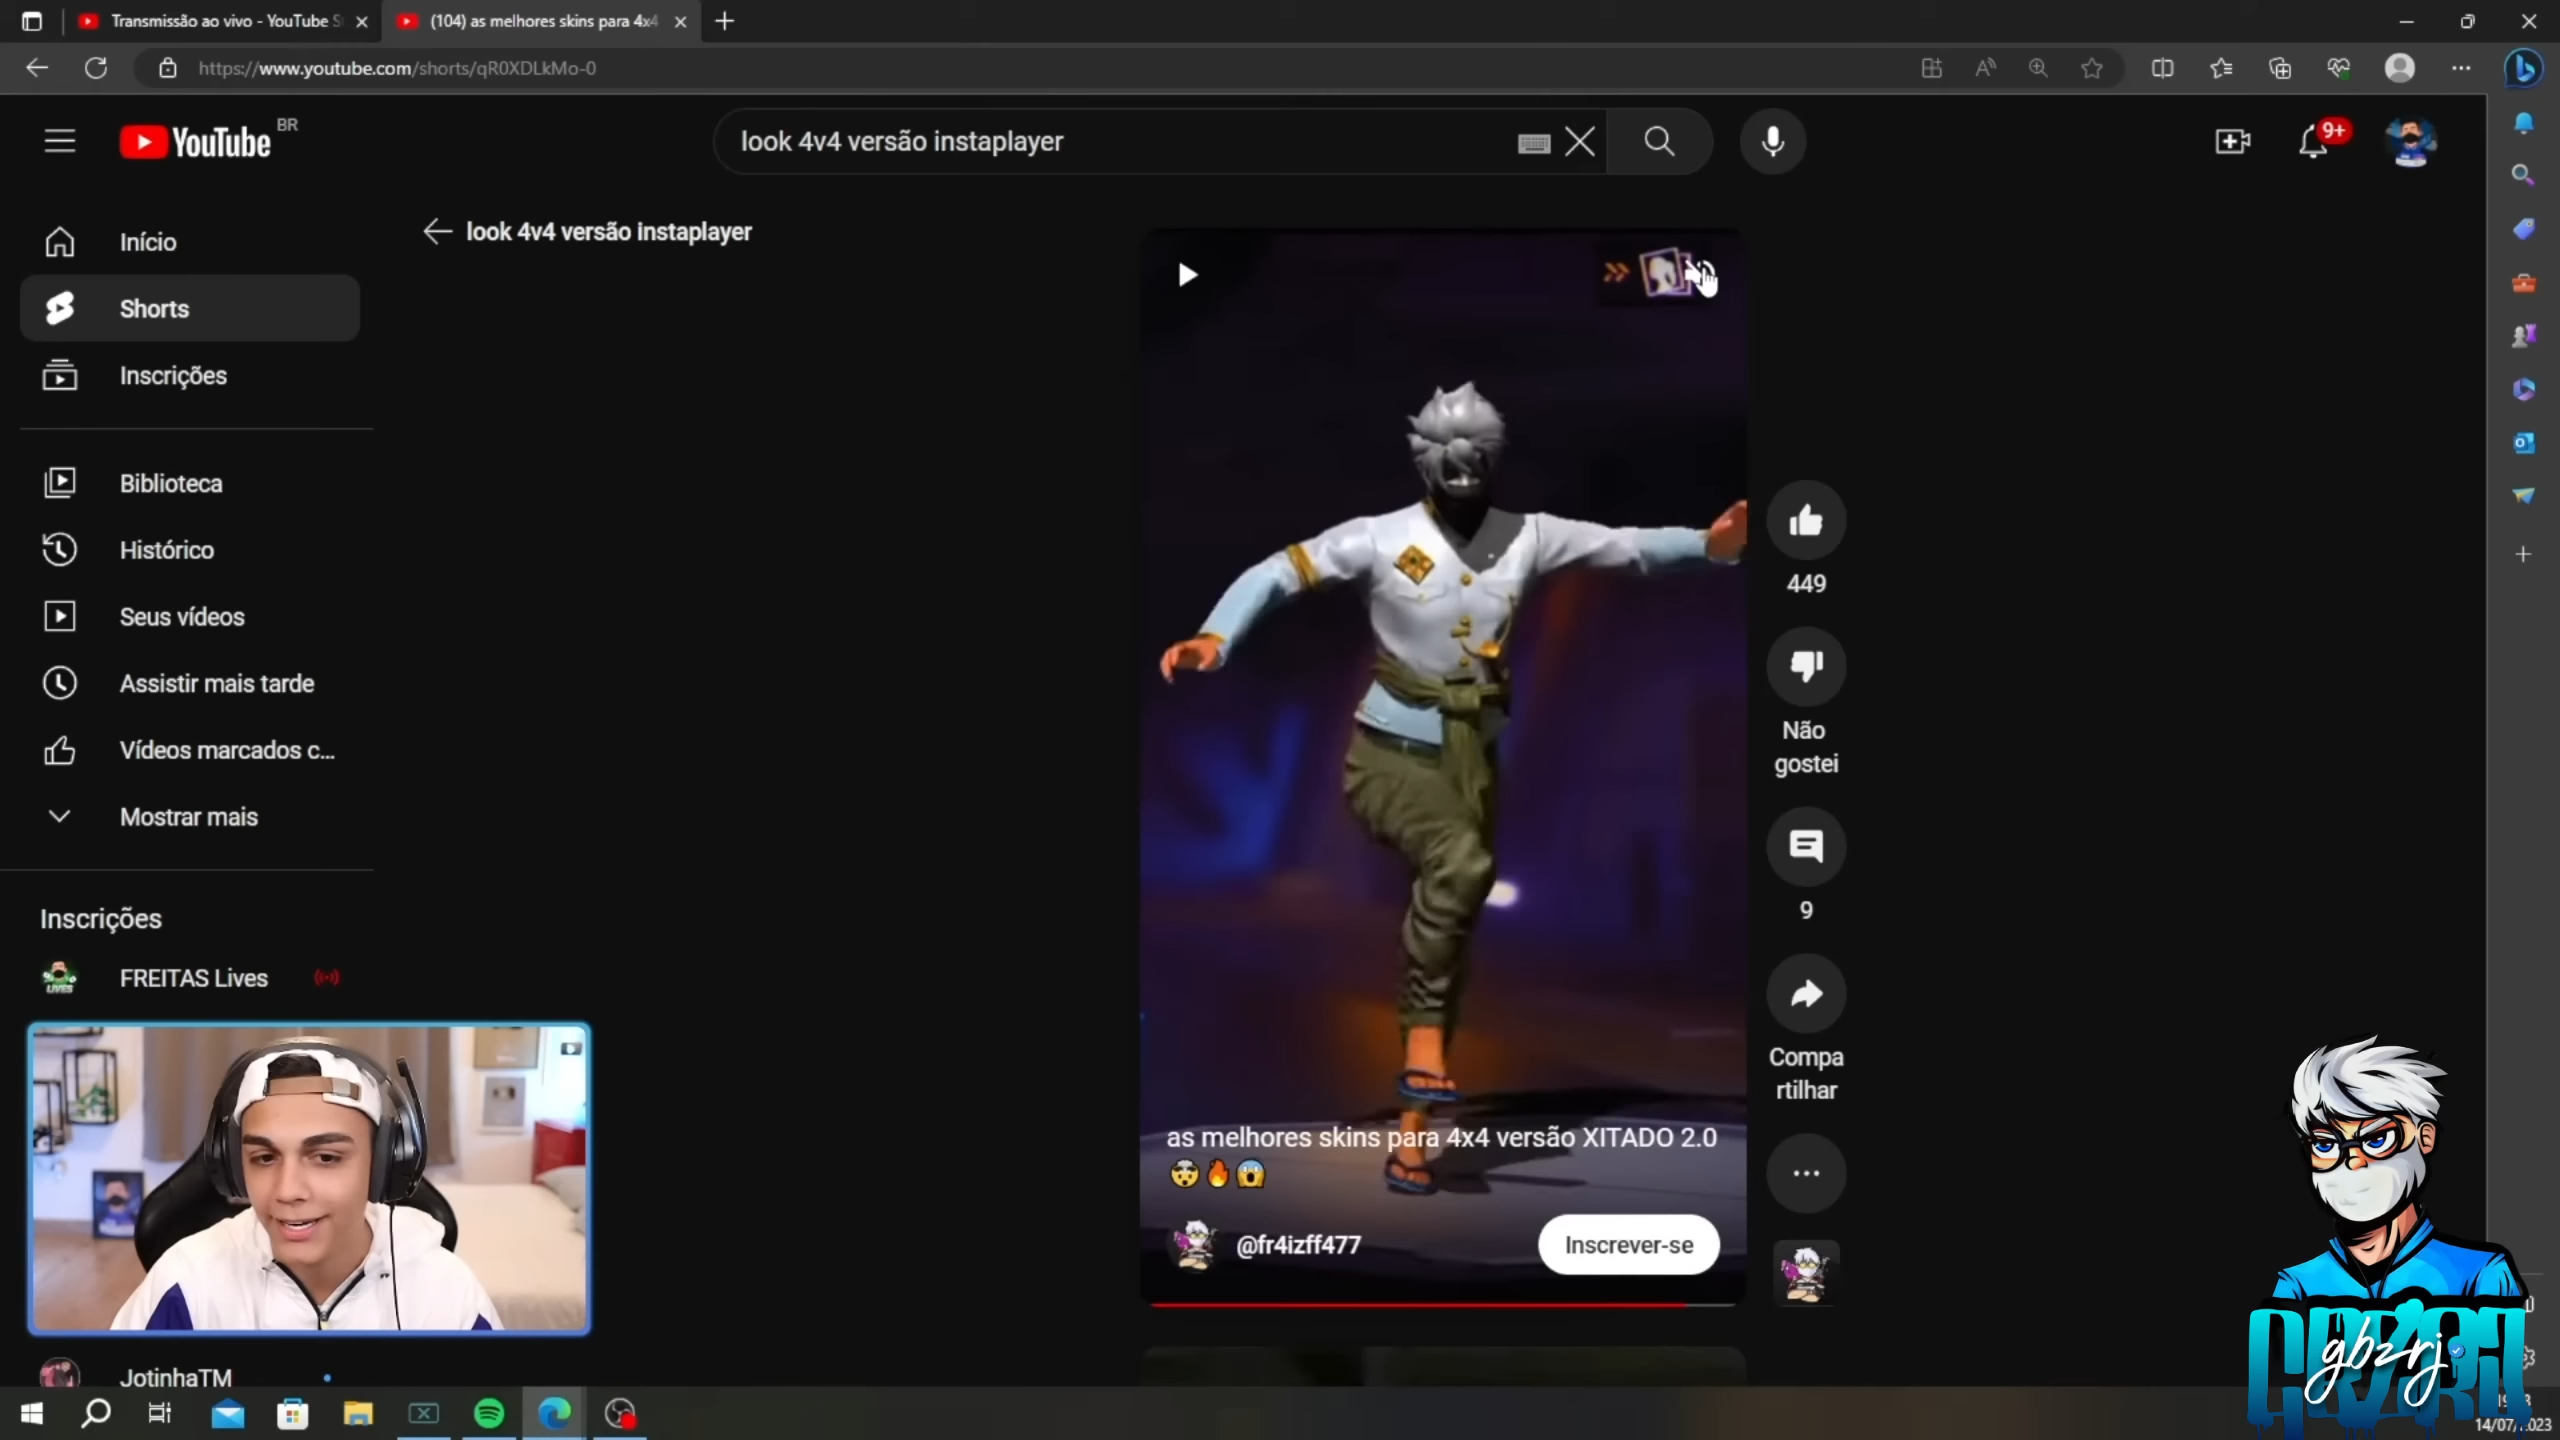 Transmissão ao vivo - YouTube S
(104) as melhores skins para 4x4
https://www.youtube.com/shorts/qR0XDLkMo-0
YouTube BR
look 4v4 versão instaplayer
9+
Início
Shorts
Inscrições
Biblioteca
Histórico
Seus vídeos
Assistir mais tarde
Vídeos marcados c...
Mostrar mais
Inscrições
FREITAS Lives
JotinhaTM
look 4v4 versão instaplayer
449
Não
gostei
9
Compa
rtilhar
as melhores skins para 4x4 versão XITADO 2.0
🤯🔥😱
@fr4izff477
Inscrever-se
gbzrj